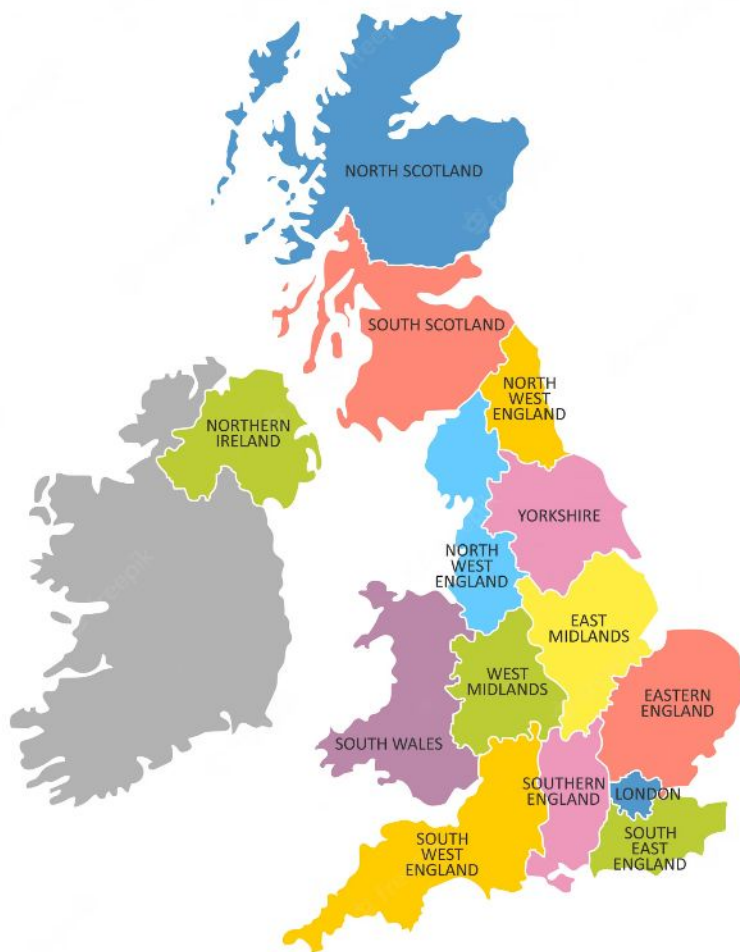 NORTH SCOTLAND
SOUTH SCOTLAND
NORTH
WEST
ENGLAND
NORTHERN
IRELAND
YORKSHIRE
NORTH
WEST
ENGLAND
EAST
MIDLANDS
WEST
MIDLANDS
EASTERN
ENGLAND
SOUTH WALES
SOUTHERN
ENGLAND
LONDON
SOUTH
WEST
ENGLAND
SOUTH
EAST
ENGLAND